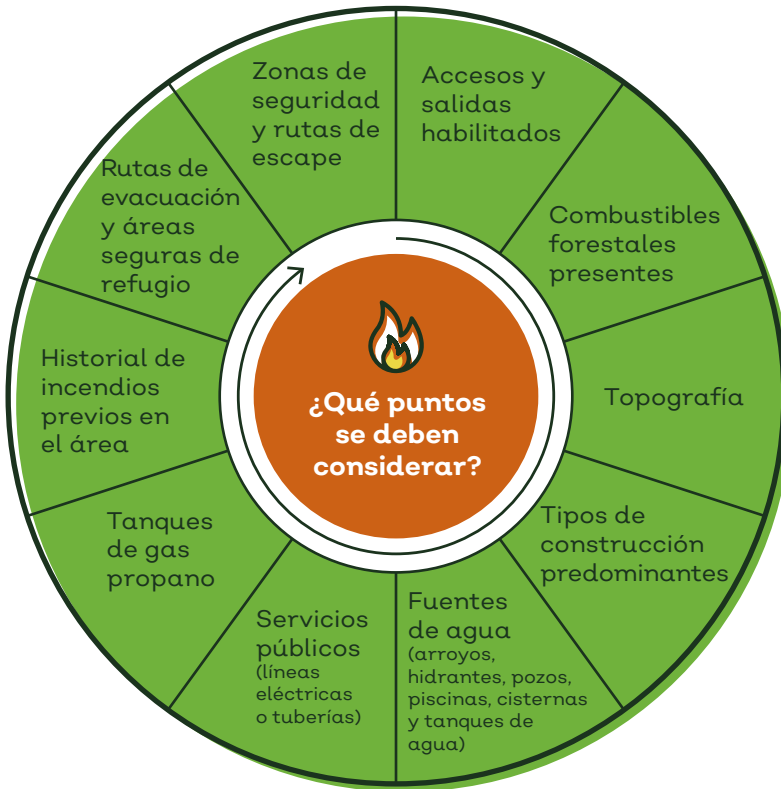 ¿Qué puntos
se deben
considerar?
Accesos y
salidas
habilitados
Combustibles
forestales
presentes
Topografía
Tipos de
construcción
predominantes
Fuentes
de agua
(arroyos,
hidrantes, pozos,
piscinas, cisternas
y tanques de
agua)
Servicios
públicos
(líneas
eléctricas
o tuberías)
Tanques
de gas
propano
Historial de
incendios
previos en
el área
Rutas de
evacuación
y áreas
seguras de
refugio
Zonas de
seguridad
y rutas de
escape